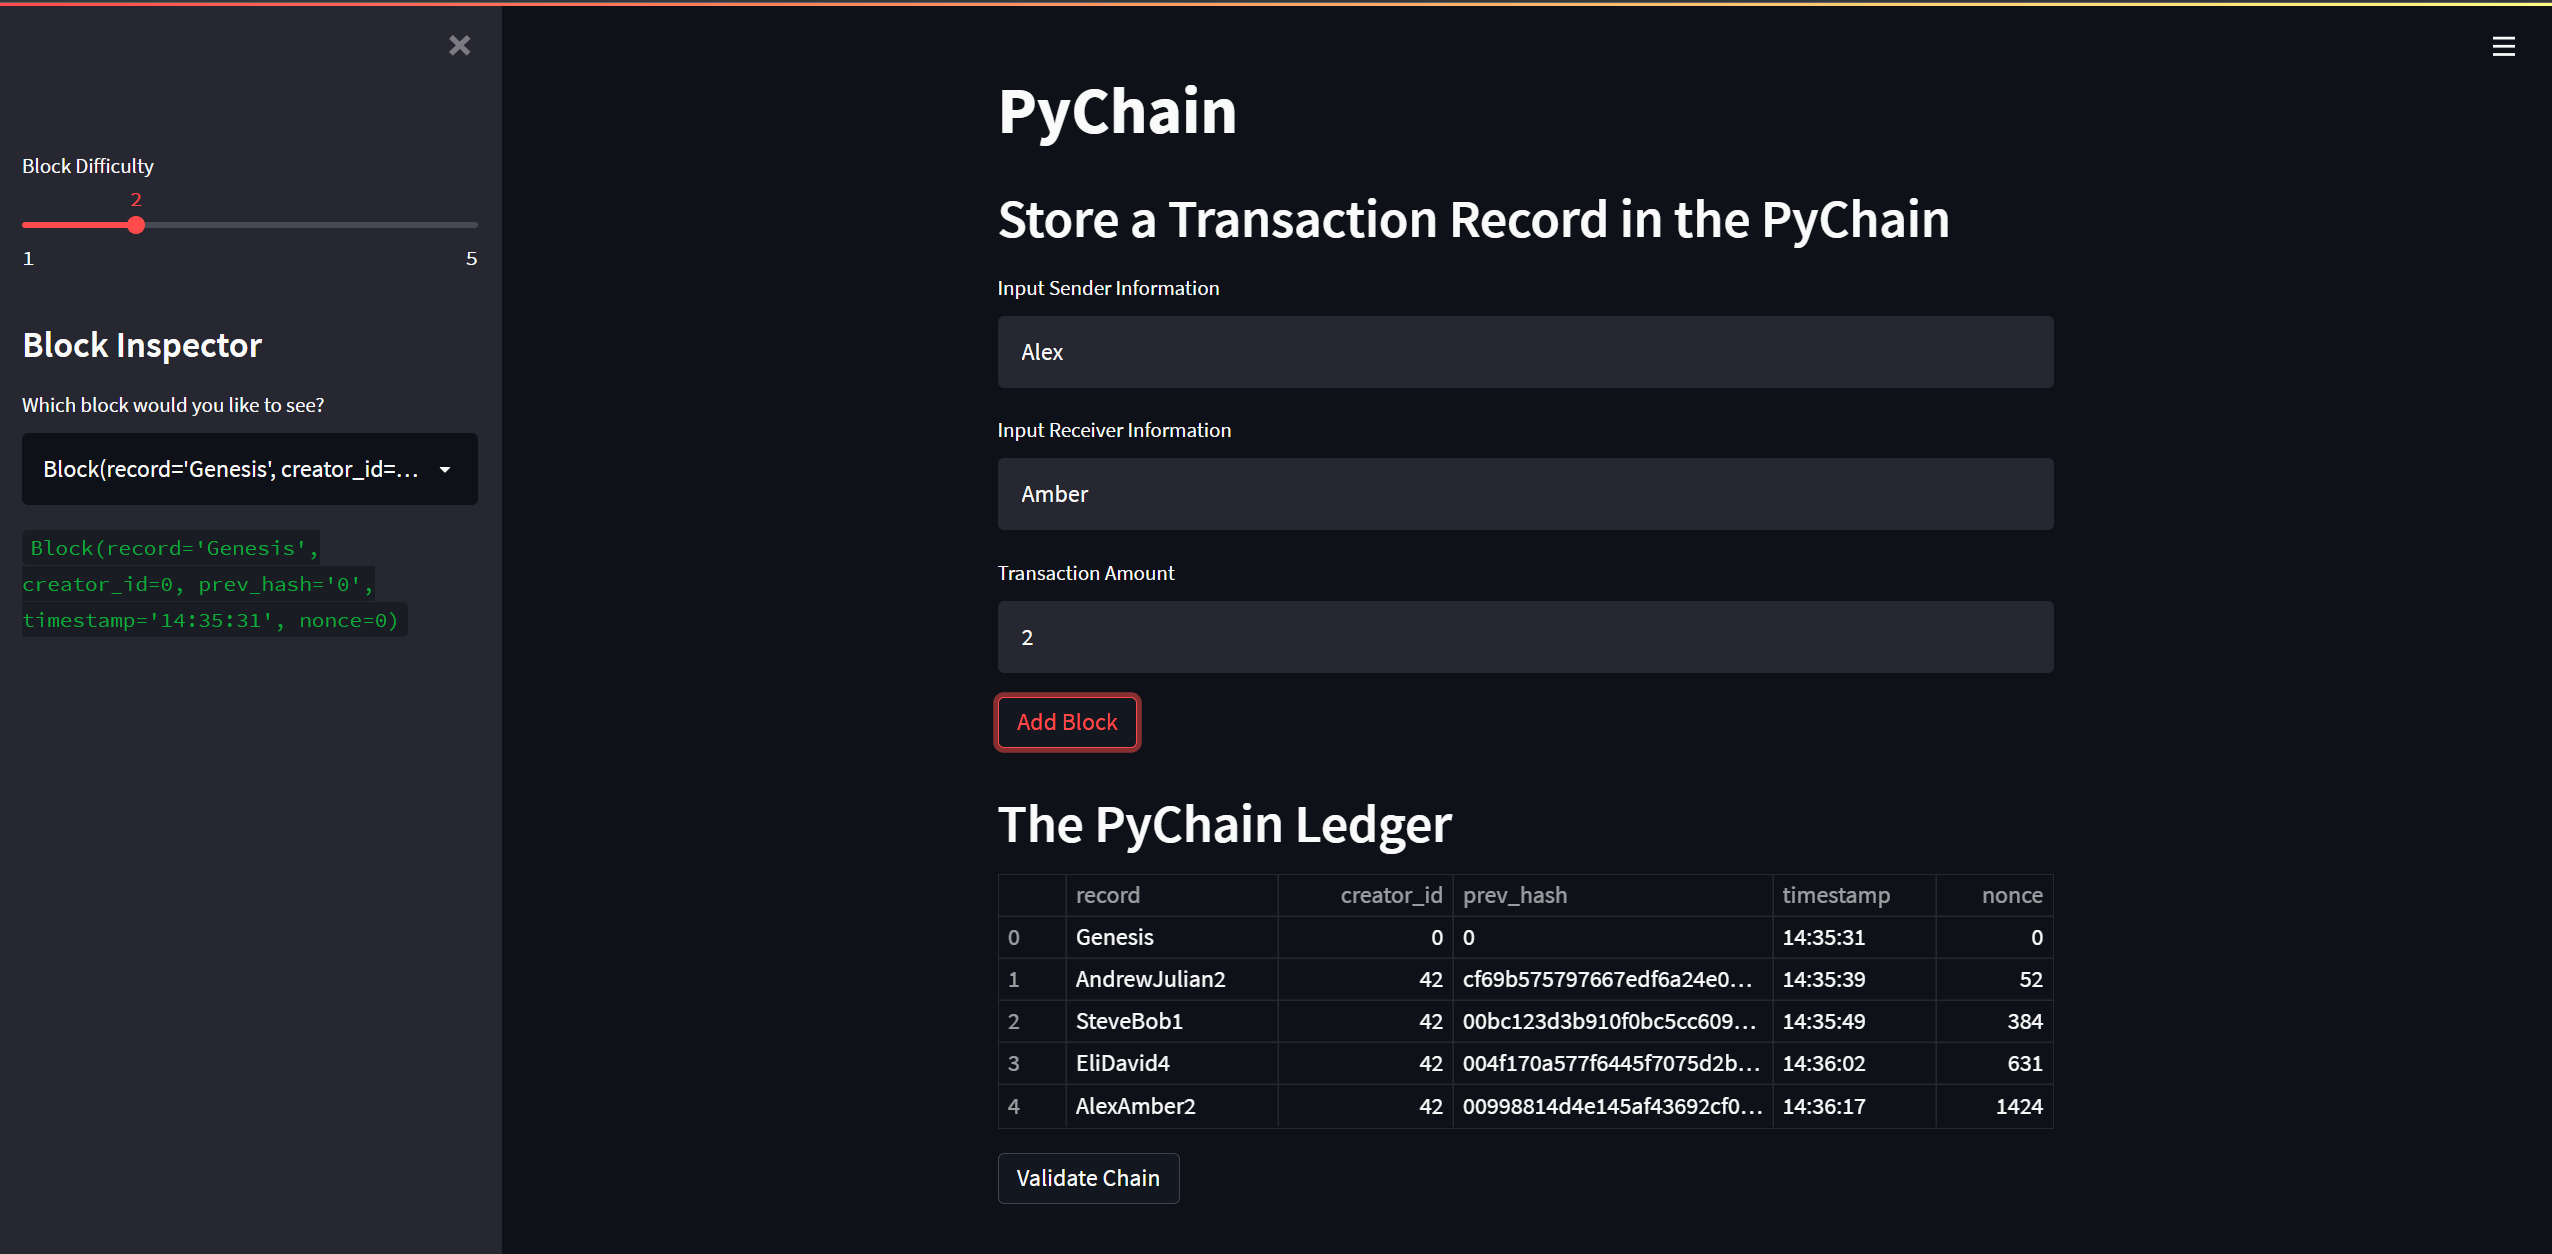 Block Difficulty
2
1 5
Block Inspector
Which block would you like to see?
Block(record='Genesis', creator_id=...
Block(record='Genesis',
creator_id=0, prev_hash='0',
timestamp='14:35:31', nonce=0)
PyChain
Store a Transaction Record in the PyChain
Input Sender Information
Alex
Input Receiver Information
Amber
Transaction Amount
2
Add Block
The PyChain Ledger
record creator_id prev_hash timestamp nonce
0 Genesis 0 0 14:35:31 0
1 AndrewJulian2 42 cf69b575797667edf6a24e0... 14:35:39 52
2 SteveBob1 42 00bc123d3b910f0bc5cc609... 14:35:49 384
3 EliDavid4 42 004f170a577f6445f7075d2b... 14:36:02 631
4 AlexAmber2 42 00998814d4e145af43692cf0... 14:36:17 1424
Validate Chain